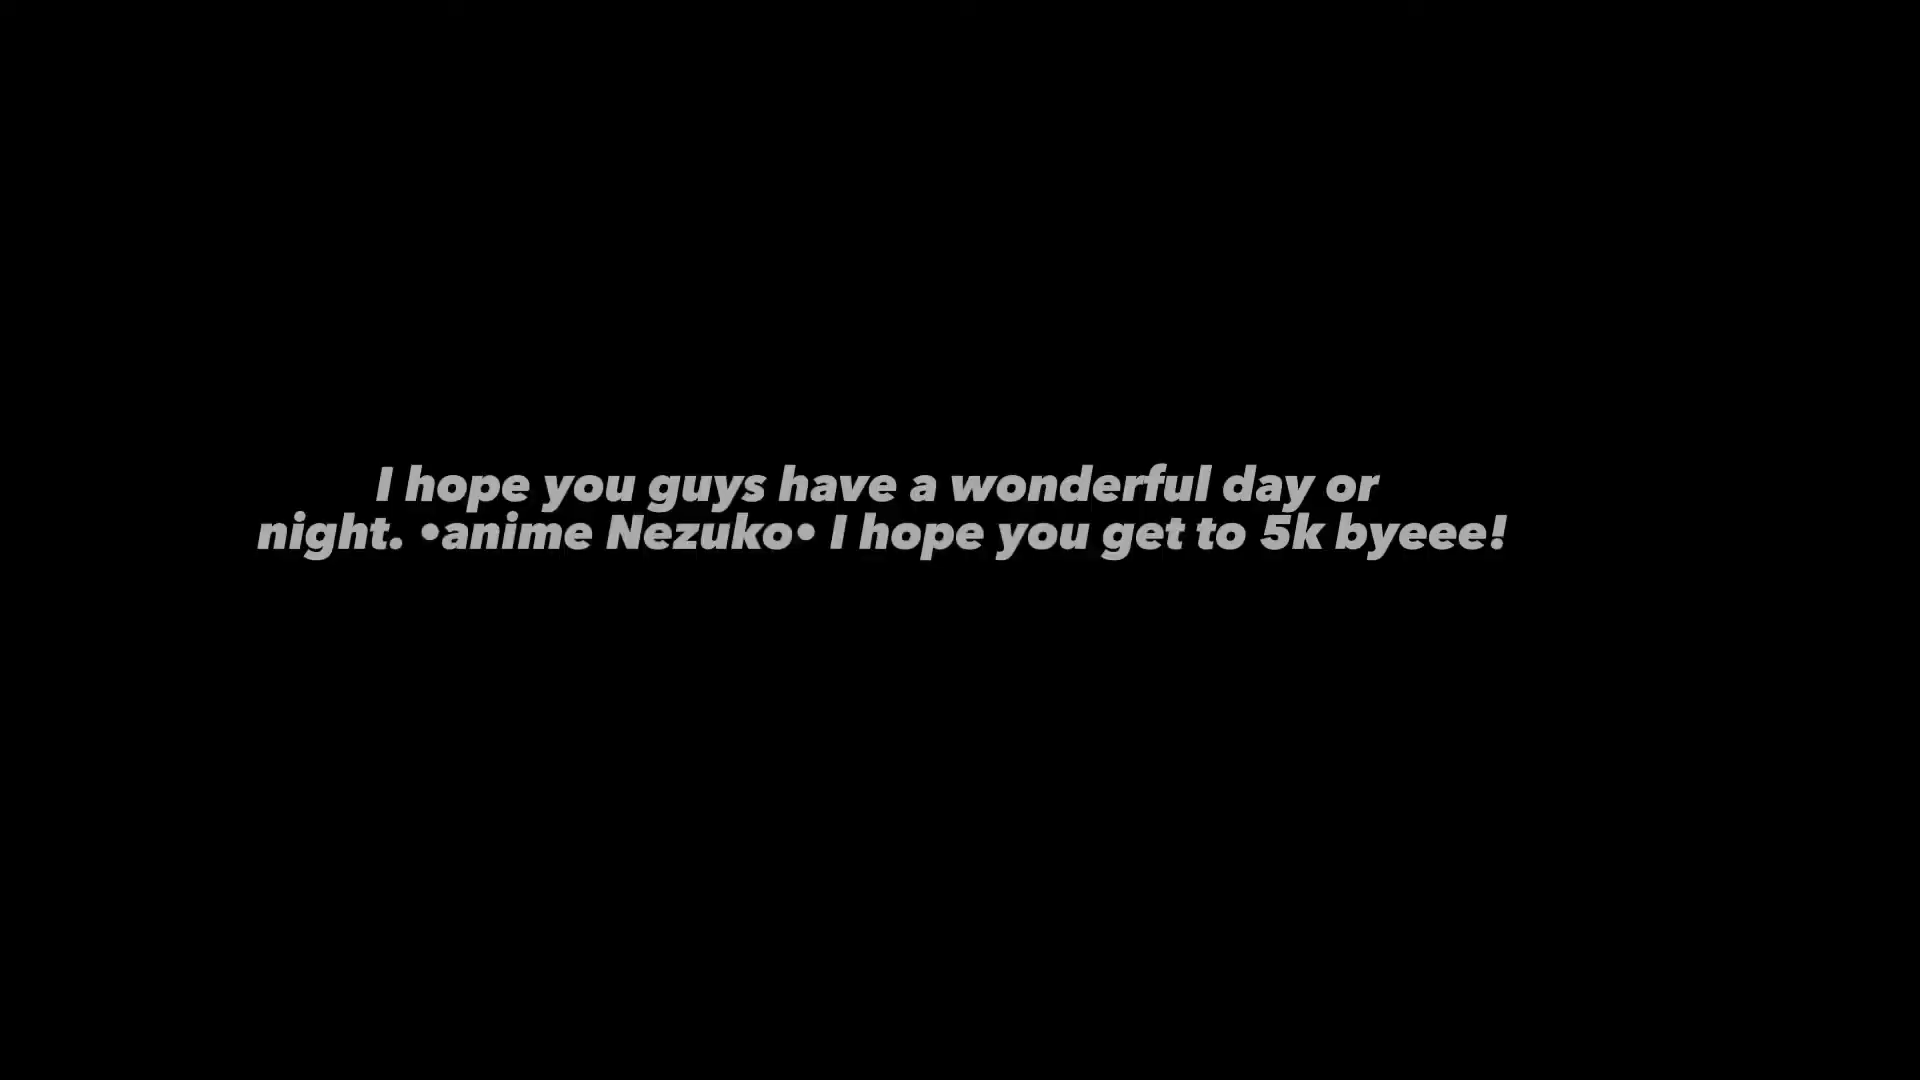 I hope you guys have a wonderful day or
night. •anime Nezuko• I hope you get to 5k byeee!